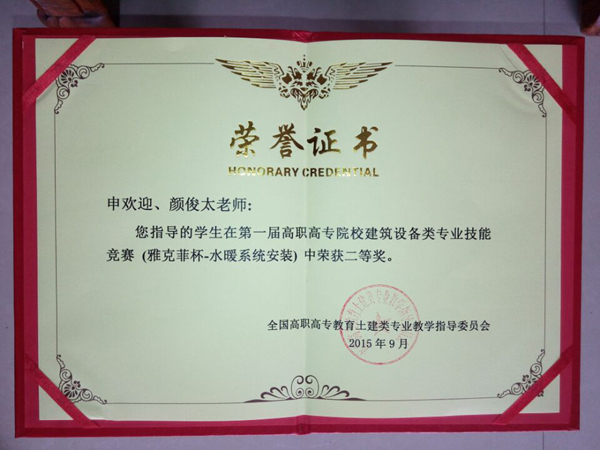 荣誉证书
HONORARY CREDENTIAL
申欢迎、颜俊太老师:
您指导的学生在第一届高职高专院校建筑设备类专业技能
竞赛 (雅克菲杯-水暖系统安装) 中荣获二等奖。
全国高职高专教育土建类专业教学指导委员会
2015年9月